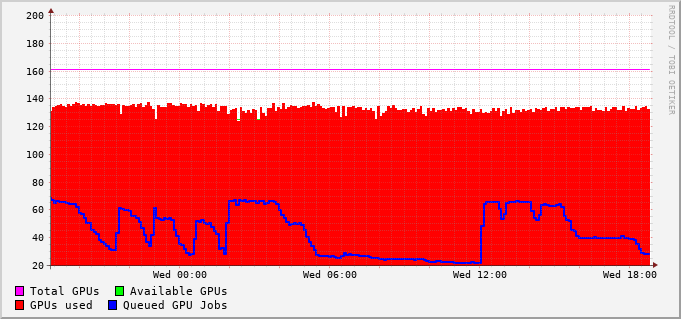 200
180
160
140
120
100
80
60
40
20
Wed 00:00 Wed 06:00 Wed 12:00 Wed 18:00
Total GPUs Available GPUs
GPUs used Queued GPU Jobs
RRDTOOL / TOBI OETIKER